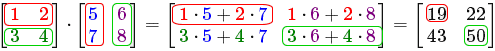 [1 2] · [5 6] = [1 · 5 + 2 · 7 1 · 6 + 2 · 8] = [19 22]
[3 4] [7 8] [3 · 5 + 4 · 7 3 · 6 + 4 · 8] [43 50]